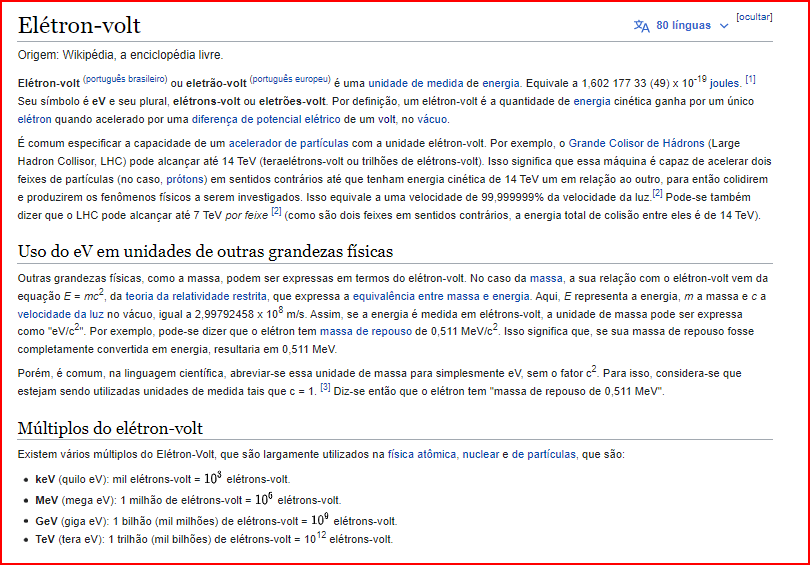 Elétron-volt
80 línguas
[ocultar]
Origem: Wikipédia, a enciclopédia livre.
Elétron-volt (português brasileiro) ou eletrão-volt (português europeu) é uma unidade de medida de energia. Equivale a 1,602 177 33 (49) x 10⁻¹⁹ joules. [1]
Seu símbolo é eV e seu plural, elétrons-volt ou eletrões-volt. Por definição, um elétron-volt é a quantidade de energia cinética ganha por um único
elétron quando acelerado por uma diferença de potencial elétrico de um volt, no vácuo.
É comum especificar a capacidade de um acelerador de partículas com a unidade elétron-volt. Por exemplo, o Grande Colisor de Hádrons (Large
Hadron Collisor, LHC) pode alcançar até 14 TeV (teraelétrons-volt ou trilhões de elétrons-volt). Isso significa que essa máquina é capaz de acelerar dois
feixes de partículas (no caso, prótons) em sentidos contrários até que tenham energia cinética de 14 TeV um em relação ao outro, para então colidirem
e produzirem os fenômenos físicos a serem investigados. Isso equivale a uma velocidade de 99,999999% da velocidade da luz.[2] Pode-se também
dizer que o LHC pode alcançar até 7 TeV por feixe [2] (como são dois feixes em sentidos contrários, a energia total de colisão entre eles é de 14 TeV).
Uso do eV em unidades de outras grandezas físicas
Outras grandezas físicas, como a massa, podem ser expressas em termos do elétron-volt. No caso da massa, a sua relação com o elétron-volt vem da
equação E = mc², da teoria da relatividade restrita, que expressa a equivalência entre massa e energia. Aqui, E representa a energia, m a massa e c a
velocidade da luz no vácuo, igual a 2,99792458 x 10⁸ m/s. Assim, se a energia é medida em elétrons-volt, a unidade de massa pode ser expressa
como "eV/c²". Por exemplo, pode-se dizer que o elétron tem massa de repouso de 0,511 MeV/c². Isso significa que, se sua massa de repouso fosse
completamente convertida em energia, resultaria em 0,511 MeV.
Porém, é comum, na linguagem científica, abreviar-se essa unidade de massa para simplesmente eV, sem o fator c². Para isso, considera-se que
estejam sendo utilizadas unidades de medida tais que c = 1. [3] Diz-se então que o elétron tem "massa de repouso de 0,511 MeV".
Múltiplos do elétron-volt
Existem vários múltiplos do Elétron-Volt, que são largamente utilizados na física atômica, nuclear e de partículas, que são:
• keV (quilo eV): mil elétrons-volt = 10³ elétrons-volt.
• MeV (mega eV): 1 milhão de elétrons-volt = 10⁶ elétrons-volt.
• GeV (giga eV): 1 bilhão (mil milhões) de elétrons-volt = 10⁹ elétrons-volt.
• TeV (tera eV): 1 trilhão (mil bilhões) de elétrons-volt = 10¹² elétrons-volt.